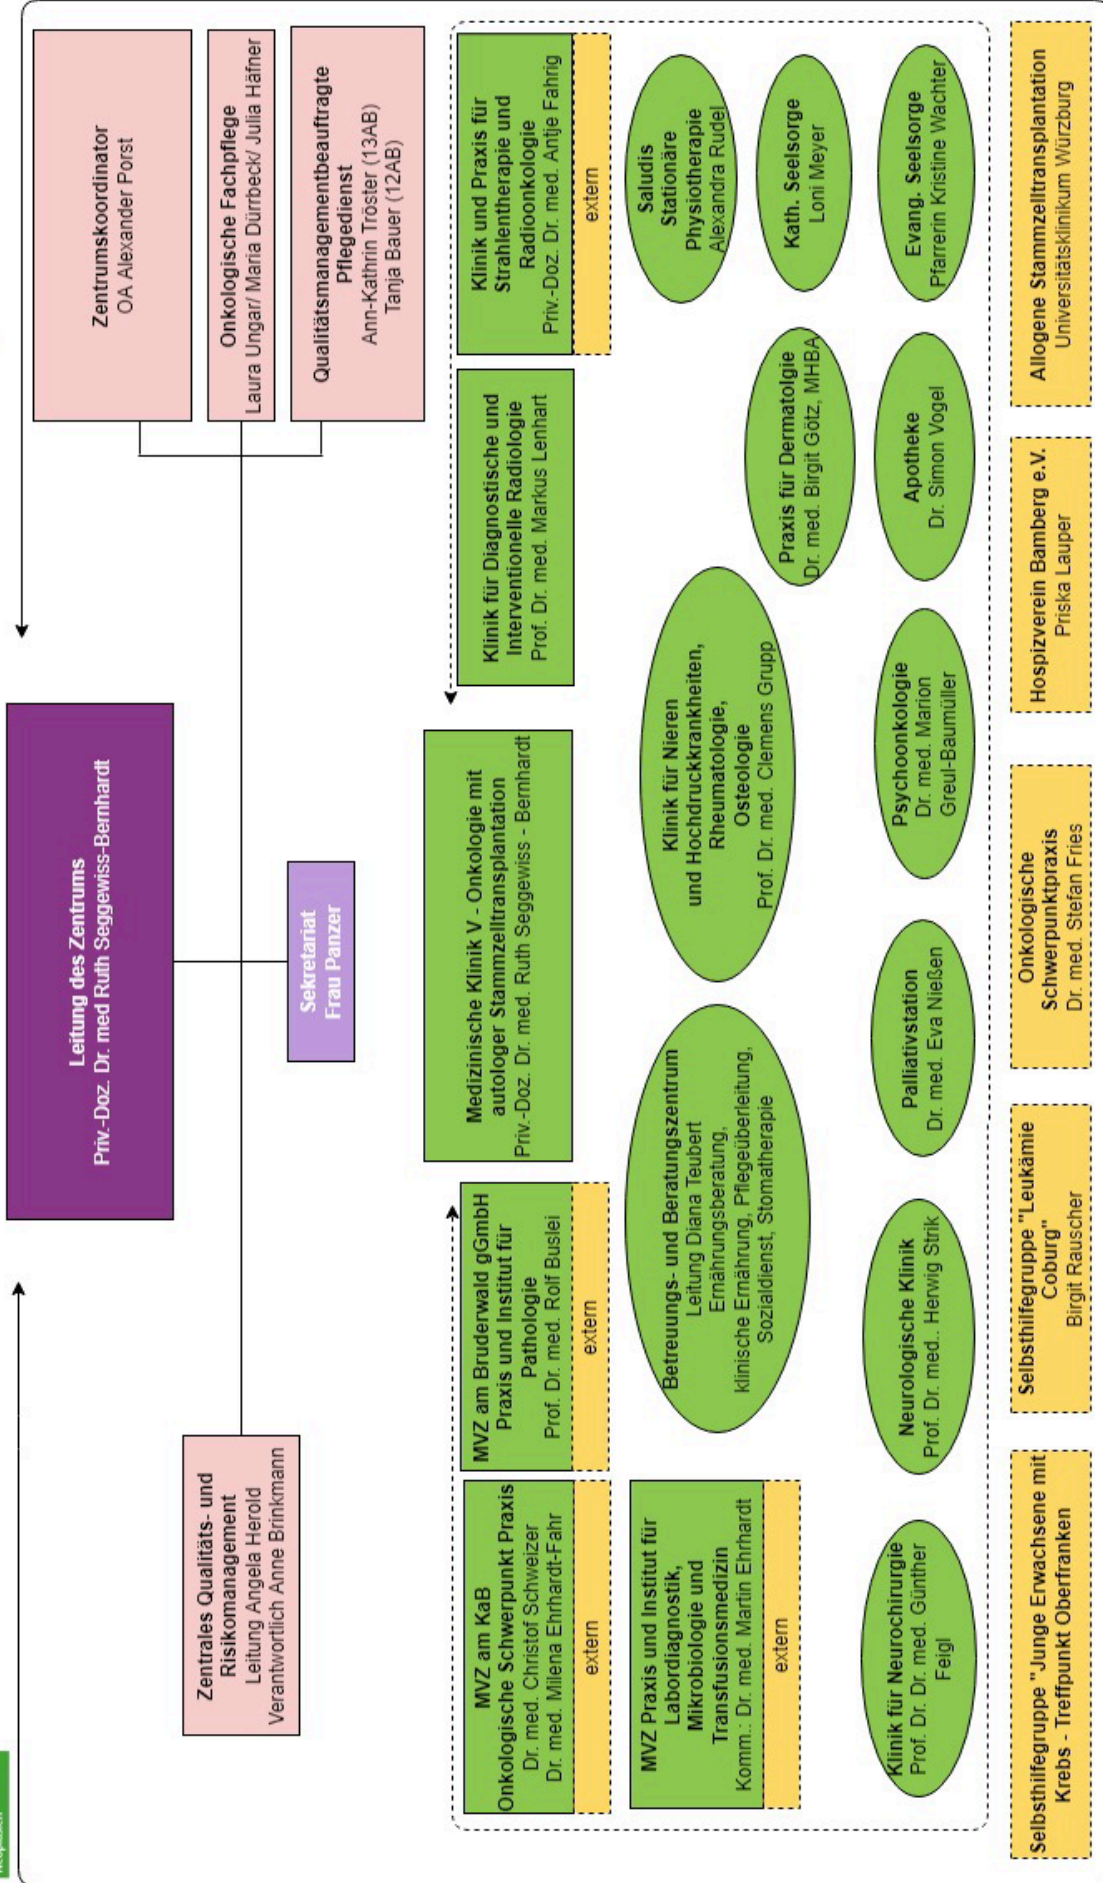 Neoplasien
Leitung des Zentrums
Priv.-Doz. Dr. med Ruth Seggewiss-Bernhardt
Zentrumskoordinator
OA Alexander Porst
Onkologische Fachpflege
Laura Ungar/ Maria Dürrbeck/ Julia Häfner
Qualitätsmanagementbeauftragte
Pflegedienst
Ann-Kathrin Tröster (13AB)
Tanja Bauer (12AB)
Zentrales Qualitäts- und
Risikomanagement
Leitung Angela Herold
Verantwortlich Anne Brinkmann
Sekretariat
Frau Panzer
MVZ am KaB
Onkologische Schwerpunkt Praxis
Dr. med. Christof Schweizer
Dr. med. Milena Ehrhardt-Fahr
extern
MVZ am Bruderwald gGmbH
Praxis und Institut für
Pathologie
Prof. Dr. med. Rolf Buslei
extern
Medizinische Klinik V - Onkologie mit
autologer Stammzelltransplantation
Priv.-Doz. Dr. med. Ruth Seggewiss - Bernhardt
Klinik für Diagnostische und
Interventionelle Radiologie
Prof. Dr. med. Markus Lenhart
Klinik und Praxis für
Strahlentherapie und
Radioonkologie
Priv.-Doz. Dr. med. Antje Fahrig
extern
MVZ Praxis und Institut für
Labordiagnostik,
Mikrobiologie und
Transfusionsmedizin
Komm.: Dr. med. Martin Ehrhardt
extern
Betreuungs- und Beratungszentrum
Leitung Diana Teubert
Ernährungsberatung,
klinische Ernährung, Pflegeüberleitung,
Sozialdienst, Stomatherapie
Klinik für Nieren
und Hochdruckkrankheiten,
Rheumatologie,
Osteologie
Prof. Dr. med. Clemens Grupp
Saludis
Stationäre
Physiotherapie
Alexandra Rudel
Praxis für Dermatolgie
Dr. med. Birgit Götz, MHBA
Kath. Seelsorge
Loni Meyer
Klinik für Neurochirurgie
Prof. Dr. Dr. med. Günther
Feigl
Neurologische Klinik
Prof. Dr. med.. Herwig Strik
Palliativstation
Dr. med. Eva Nießen
Psychoonkologie
Dr. med. Marion
Greul-Baumüller
Apotheke
Dr. Simon Vogel
Evang. Seelsorge
Pfarrerin Kristine Wachter
Selbsthilfegruppe "Junge Erwachsene mit
Krebs - Treffpunkt Oberfranken
Selbsthilfegruppe "Leukämie
Coburg"
Birgit Rauscher
Onkologische
Schwerpunktpraxis
Dr. med. Stefan Fries
Hospizverein Bamberg e.V.
Priska Lauper
Allogene Stammzelltransplantation
Universitätsklinikum Würzburg